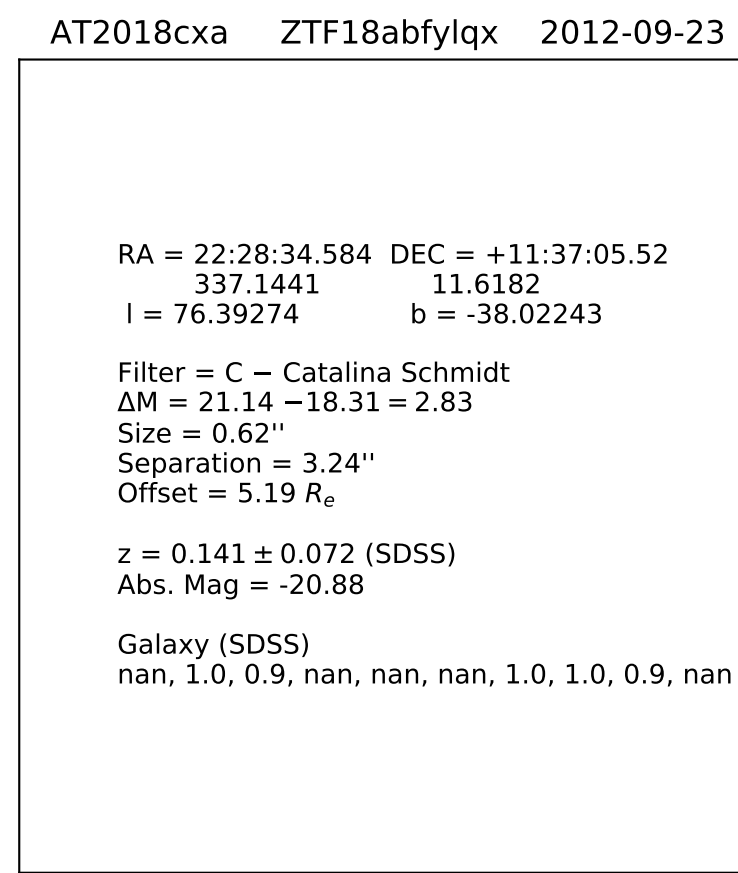 AT2018cxa ZTF18abfylqx 2012-09-23
RA = 22:28:34.584 DEC = +11:37:05.52
337.1441 11.6182
l = 76.39274 b = -38.02243
Filter = C − Catalina Schmidt
ΔM = 21.14 −18.31 = 2.83
Size = 0.62''
Separation = 3.24''
Offset = 5.19 Rₑ
z = 0.141 ± 0.072 (SDSS)
Abs. Mag = -20.88
Galaxy (SDSS)
nan, 1.0, 0.9, nan, nan, nan, 1.0, 1.0, 0.9, nan